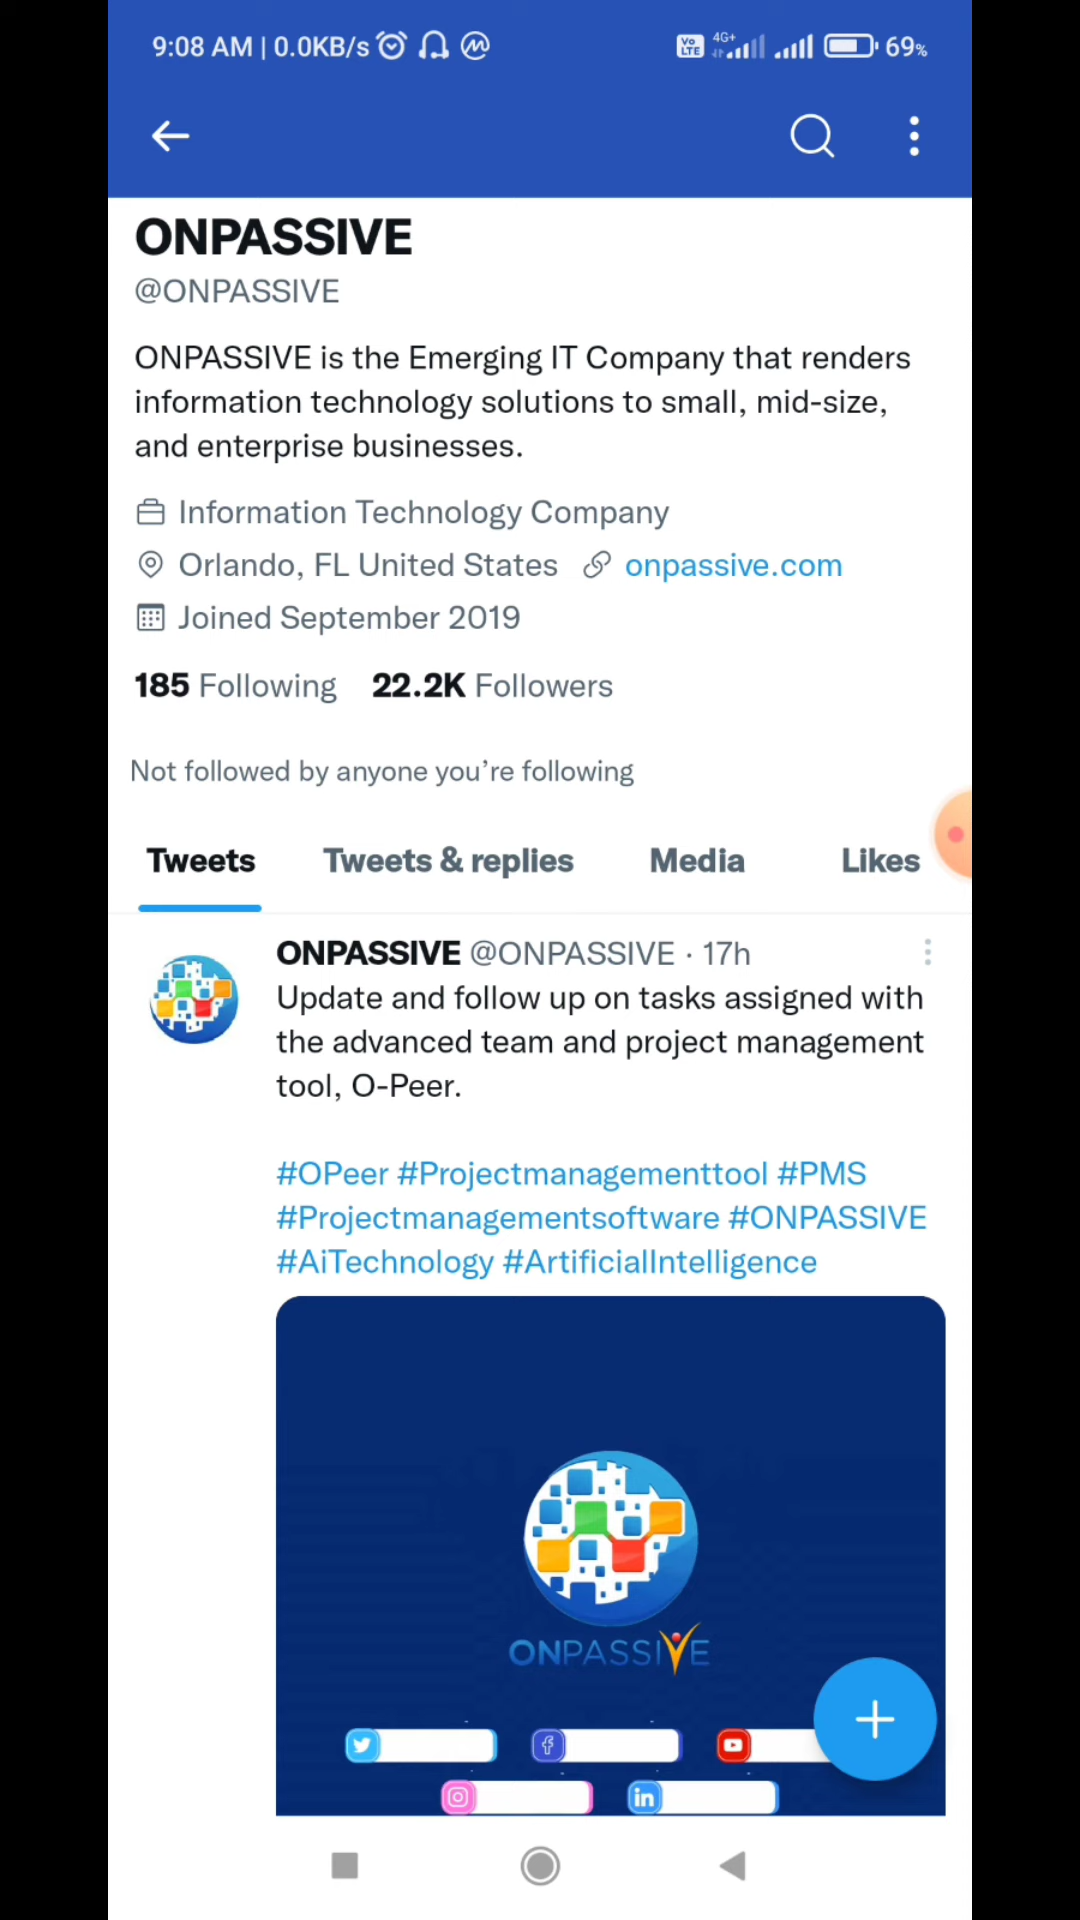 9:08 AM | 0.0KB/s
Vo LTE 4G+ 69%
ONPASSIVE
@ONPASSIVE
ONPASSIVE is the Emerging IT Company that renders
information technology solutions to small, mid-size,
and enterprise businesses.
Information Technology Company
Orlando, FL United States onpassive.com
Joined September 2019
185 Following 22.2K Followers
Not followed by anyone you’re following
Tweets Tweets & replies Media Likes
ONPASSIVE @ONPASSIVE · 17h
Update and follow up on tasks assigned with
the advanced team and project management
tool, O-Peer.
#OPeer #Projectmanagementtool #PMS
#Projectmanagementsoftware #ONPASSIVE
#AiTechnology #ArtificialIntelligence
ONPASSIVE